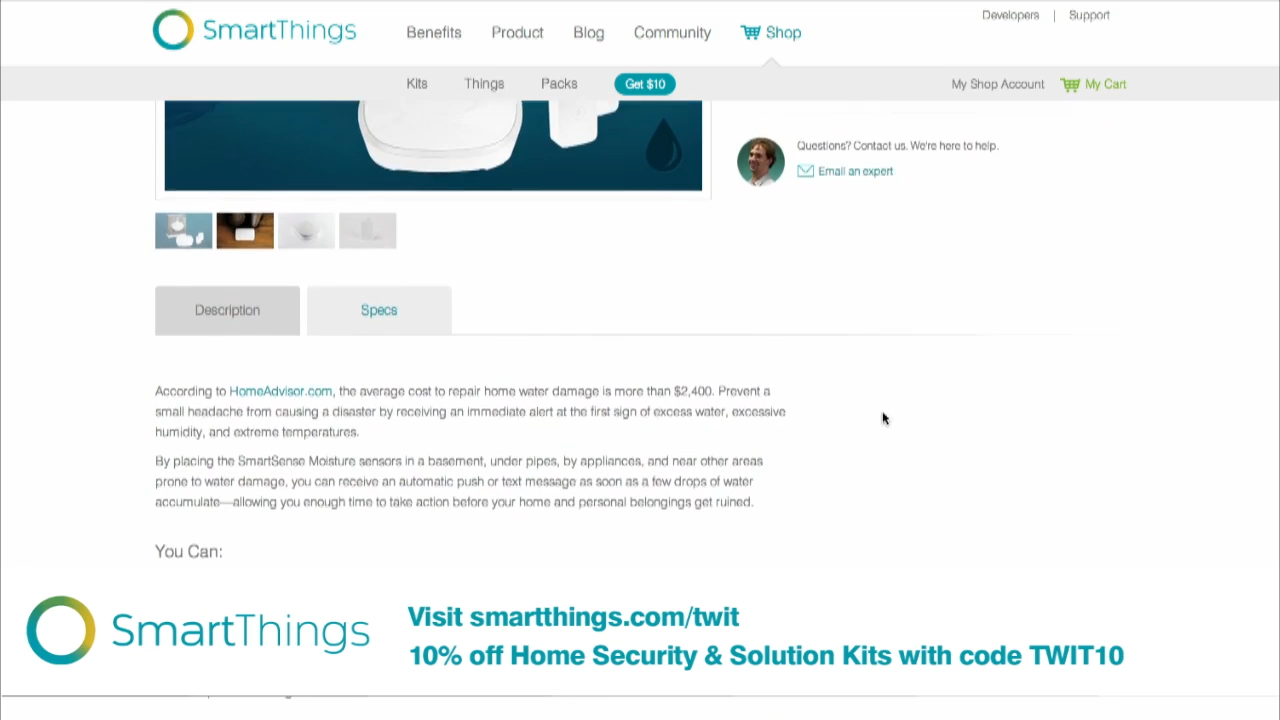 SmartThings
Benefits
Product
Blog
Community
Shop
Developers | Support
Kits
Things
Packs
Get $10
My Shop Account
My Cart
Questions? Contact us. We're here to help.
Email an expert
Description
Specs
According to HomeAdvisor.com, the average cost to repair home water damage is more than $2,400. Prevent a
small headache from causing a disaster by receiving an immediate alert at the first sign of excess water, excessive
humidity, and extreme temperatures.
By placing the SmartSense Moisture sensors in a basement, under pipes, by appliances, and near other areas
prone to water damage, you can receive an automatic push or text message as soon as a few drops of water
accumulate—allowing you enough time to take action before your home and personal belongings get ruined.
You Can:
SmartThings
Visit smartthings.com/twit
10% off Home Security & Solution Kits with code TWIT10